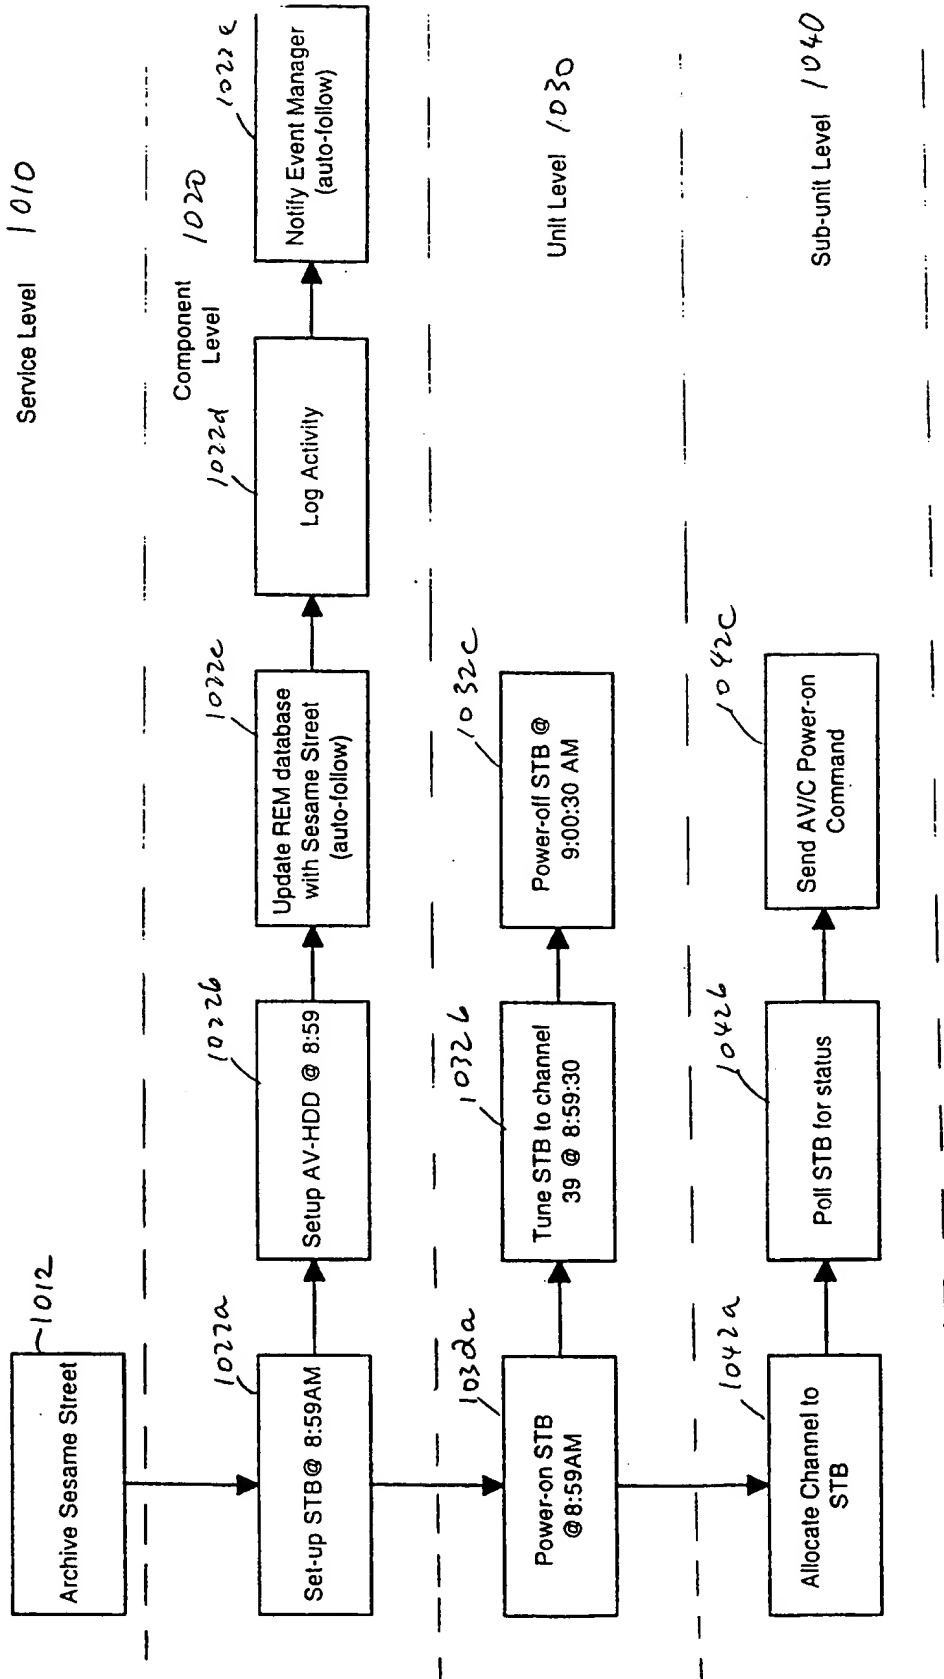 Service Level 1010
Archive Sesame Street
1012
Component
Level
1020
1022a
Set-up STB@ 8:59AM
1022b
Setup AV-HDD @ 8:59
1022c
Update REM database
with Sesame Street
(auto-follow)
1022d
Log Activity
1022e
Notify Event Manager
(auto-follow)
Unit Level 1030
1032a
Power-on STB
@8:59AM
1032b
Tune STB to channel
39 @ 8:59:30
1032c
Power-off STB @
9:00:30 AM
Sub-unit Level 1040
1042a
Allocate Channel to
STB
1042b
Poll STB for status
1042c
Send AV/C Power-on
Command